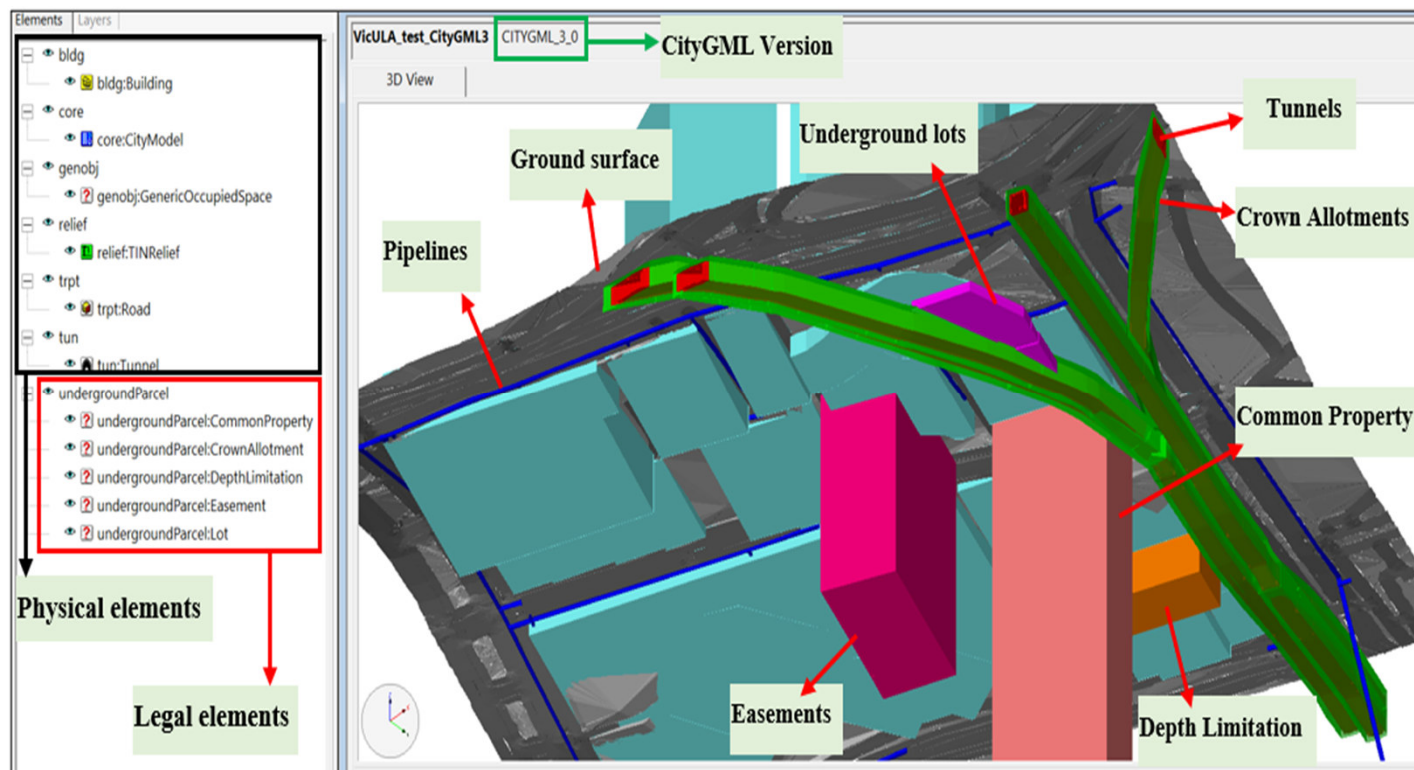 Elements Layers
bldg
bldg:Building
core
core:CityModel
genobj
genobj:GenericOccupiedSpace
relief
relief:TINRelief
trpt
trpt:Road
tun
tun:Tunnel
undergroundParcel
undergroundParcel:CommonProperty
undergroundParcel:CrownAllotment
undergroundParcel:DepthLimitation
undergroundParcel:Easement
undergroundParcel:Lot
Physical elements
Legal elements
VicULA_test_CityGML3 CITYGML_3_0
CityGML Version
3D View
Tunnels
Underground lots
Ground surface
Crown Allotments
Pipelines
Common Property
Easements
Depth Limitation